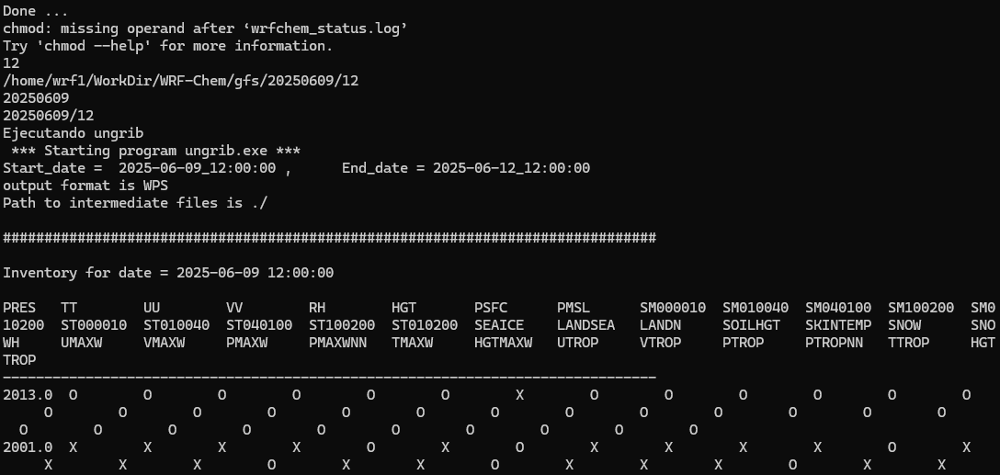 Done ...
chmod: missing operand after ‘wrfchem_status.log’
Try 'chmod --help' for more information.
12
/home/wrf1/WorkDir/WRF-Chem/gfs/20250609/12
20250609
20250609/12
Ejecutando ungrib
 *** Starting program ungrib.exe ***
Start_date =  2025-06-09_12:00:00 ,      End_date = 2025-06-12_12:00:00
output format is WPS
Path to intermediate files is ./
###############################################################################
Inventory for date = 2025-06-09 12:00:00
PRES   TT        UU        VV        RH        HGT       PSFC      PMSL      SM000010  SM010040  SM040100  SM100200  SM0
10200  ST000010  ST010040  ST040100  ST100200  ST010200  SEAICE    LANDSEA   LANDN     SOILHGT   SKINTEMP  SNOW      SNO
WH     UMAXW     VMAXW     PMAXW     PMAXWNN   TMAXW     HGTMAXW   UTROP     VTROP     PTROP     PTROPNN   TTROP     HGT
TROP
-------------------------------------------------------------------------------
2013.0  O        O        O        O        O        O        X        O        O        O        O        O        O
     O        O        O        O        O        O        O        O        O        O        O        O        O
  O        O        O        O        O        O        O        O        O        O
2001.0  X        X        X        X        O        X        O        X        X        X        X        O        X
     X        X        X        O        X        X        O        X        X        X        O        X        X